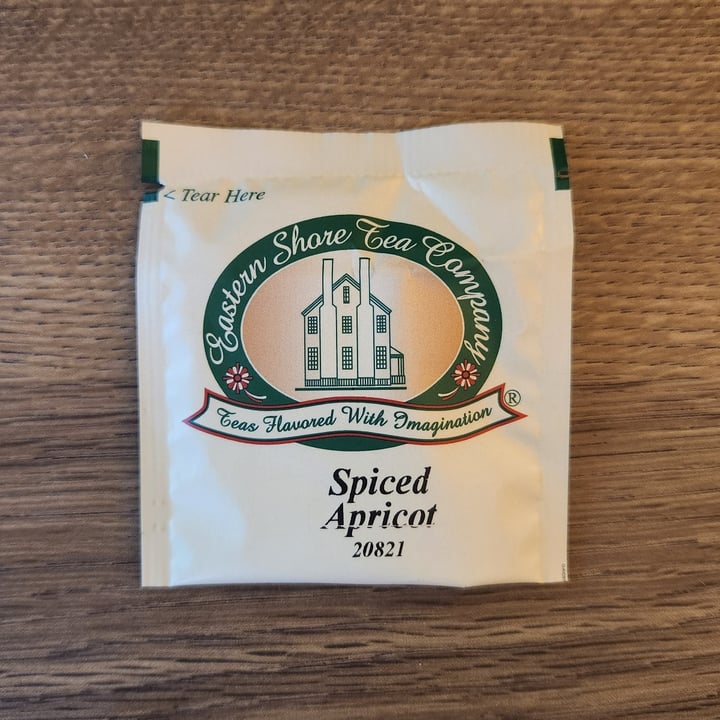 < Tear Here
Eastern Shore Tea Company
Teas Flavored With Imagination ®
Spiced
Apricot
20821